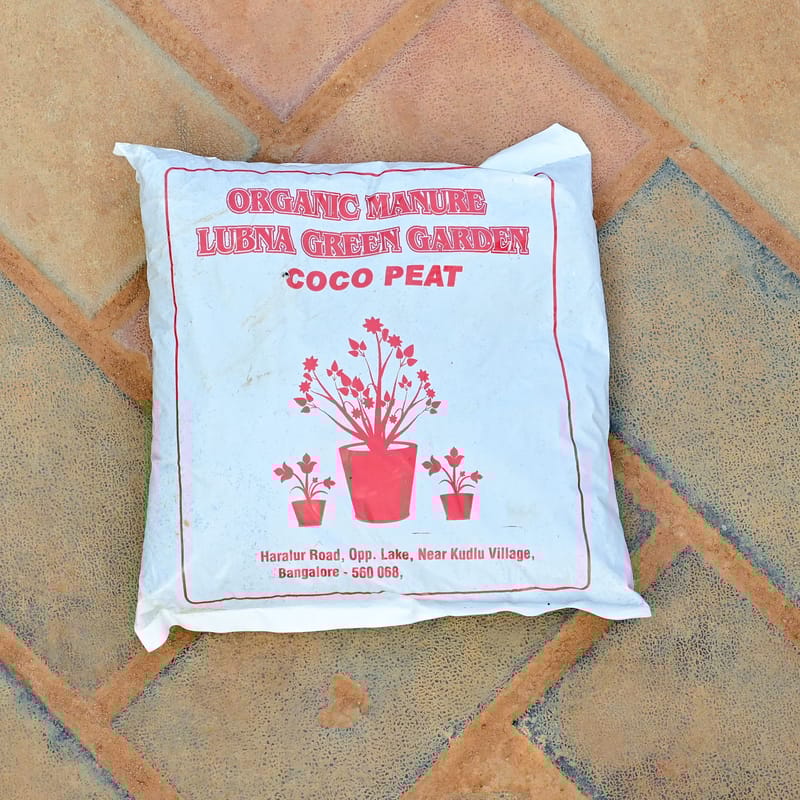 ORGANIC MANURE
LUBNA GREEN GARDEN
COCO PEAT
Haralur Road, Opp. Lake, Near Kudlu Village,
Bangalore - 560 068,